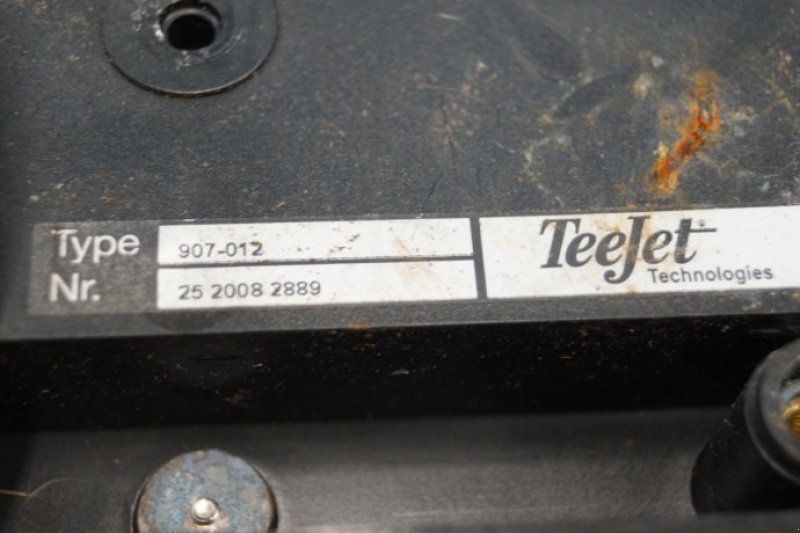 Type 907-012
Nr. 25 2008 2889
TeeJet
Technologies